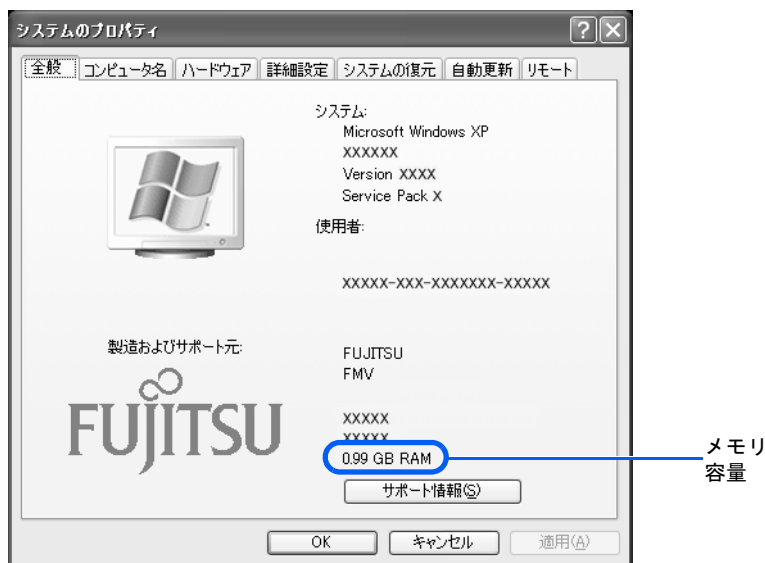 システムのプロパティ
全般 コンピュータ名 ハードウェア 詳細設定 システムの復元 自動更新 リモート
システム:
Microsoft Windows XP
XXXXXX
Version XXXX
Service Pack X
使用者:
XXXXX-XXX-XXXXXXX-XXXXX
製造およびサポート元:
FUJITSU
FMV
FUJITSU
XXXXX
XXXXX
0.99 GB RAM
メモリ
容量
サポート情報(S)
OK キャンセル 適用(A)